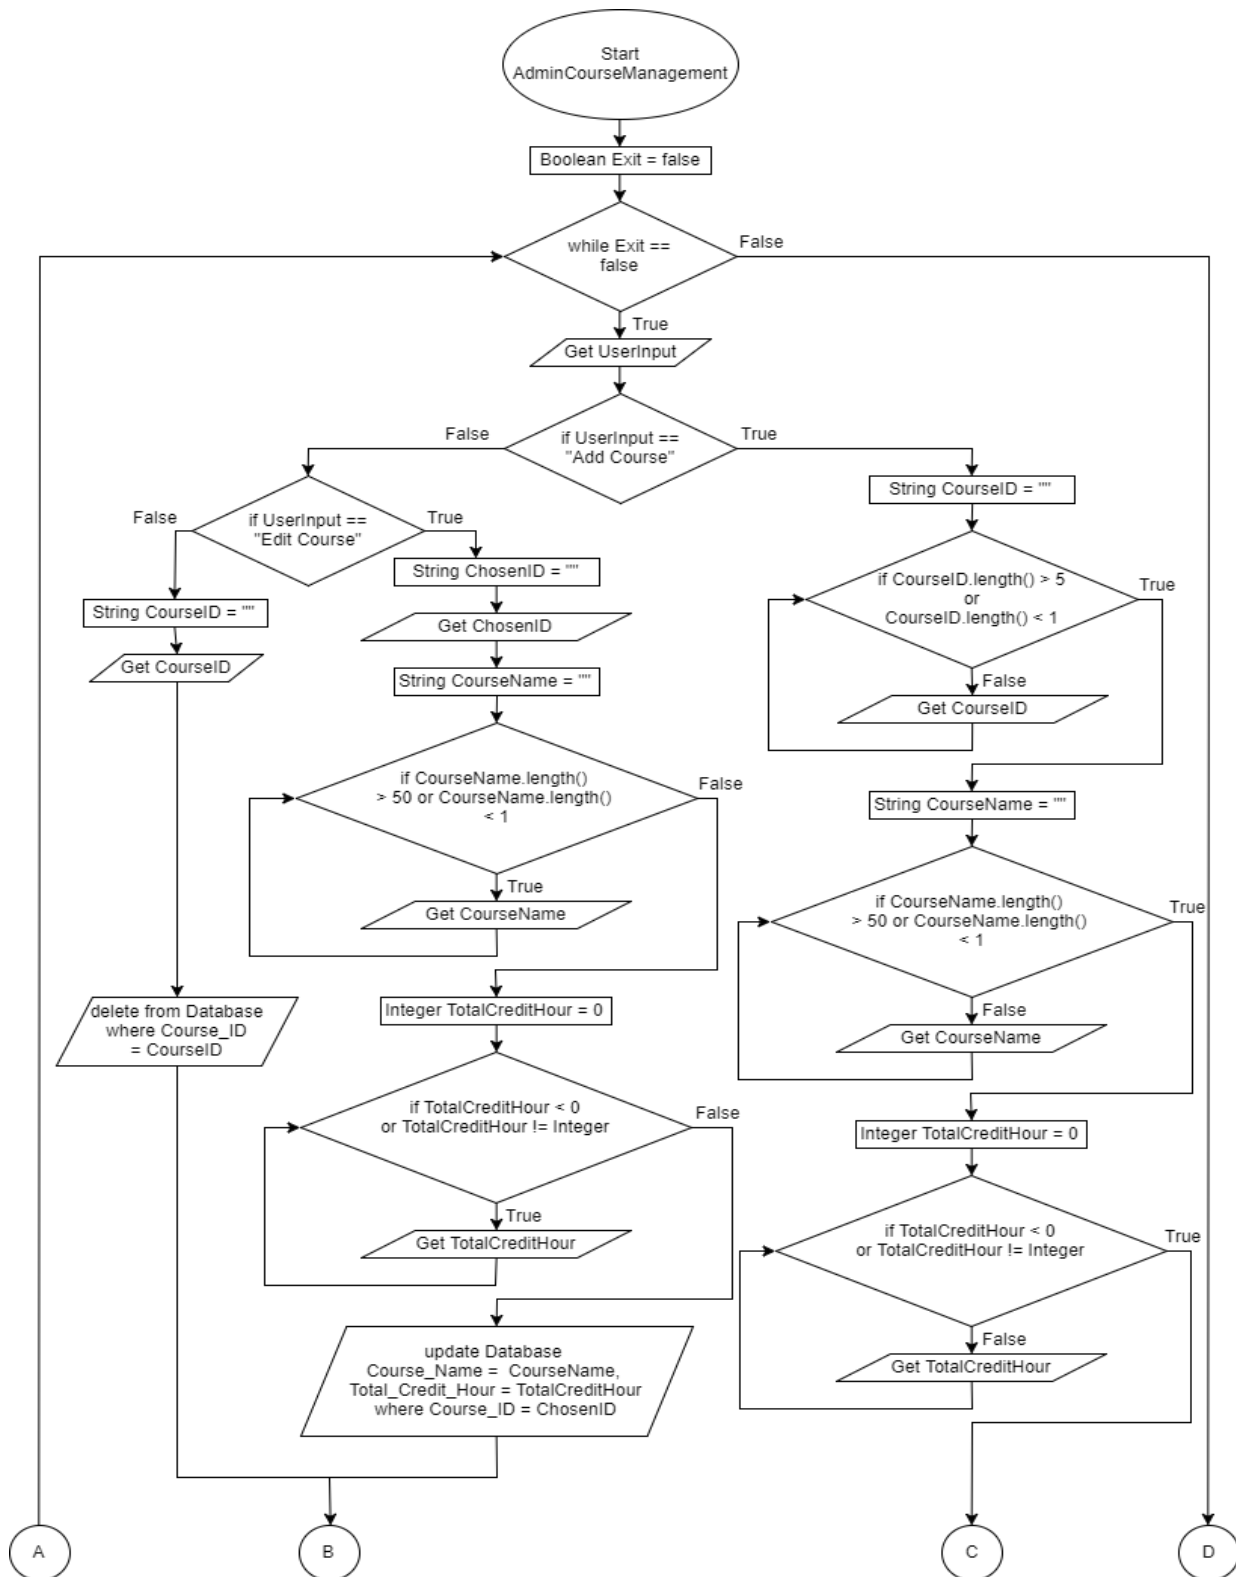 Start
AdminCourseManagement
Boolean Exit = false
while Exit ==
false
False
True
Get UserInput
if UserInput ==
"Add Course"
False
True
if UserInput ==
"Edit Course"
False
True
String CourseID = ""
Get CourseID
delete from Database
where Course_ID
= CourseID
String ChosenID = ""
Get ChosenID
String CourseName = ""
if CourseName.length()
> 50 or CourseName.length()
< 1
False
True
Get CourseName
Integer TotalCreditHour = 0
if TotalCreditHour < 0
or TotalCreditHour != Integer
False
True
Get TotalCreditHour
update Database
Course_Name = CourseName,
Total_Credit_Hour = TotalCreditHour
where Course_ID = ChosenID
String CourseID = ""
if CourseID.length() > 5
or
CourseID.length() < 1
True
False
Get CourseID
String CourseName = ""
if CourseName.length()
> 50 or CourseName.length()
< 1
True
False
Get CourseName
Integer TotalCreditHour = 0
if TotalCreditHour < 0
or TotalCreditHour != Integer
True
False
Get TotalCreditHour
A
B
C
D